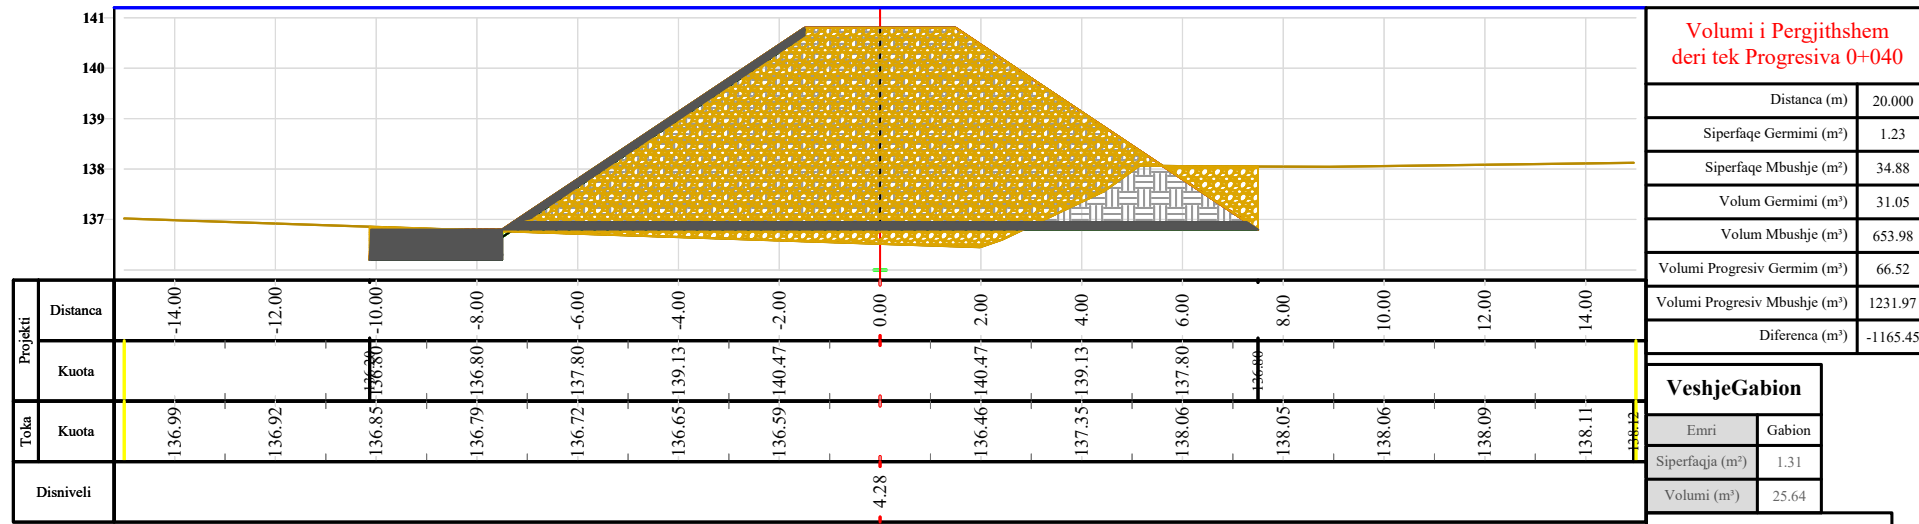 141
140
139
138
137
Projekti
Distanca
-14.00 -12.00 -10.00 -8.00 -6.00 -4.00 -2.00 0.00 2.00 4.00 6.00 8.00 10.00 12.00 14.00
Kuota
136.80 136.80 137.80 139.13 140.47 140.47 139.13 137.80 136.80
Toka
Kuota
136.99 136.92 136.85 136.79 136.72 136.65 136.59 136.46 137.35 138.06 138.05 138.06 138.09 138.11 138.12
Disniveli
4.28
Volumi i Pergjithshem
deri tek Progresiva 0+040
Distanca (m) 20.000
Siperfaqe Germimi (m²) 1.23
Siperfaqe Mbushje (m²) 34.88
Volum Germimi (m³) 31.05
Volum Mbushje (m³) 653.98
Volumi Progresiv Germim (m³) 66.52
Volumi Progresiv Mbushje (m³) 1231.97
Diferenca (m³) -1165.45
VeshjeGabion
Emri Gabion
Siperfaqja (m²) 1.31
Volumi (m³) 25.64